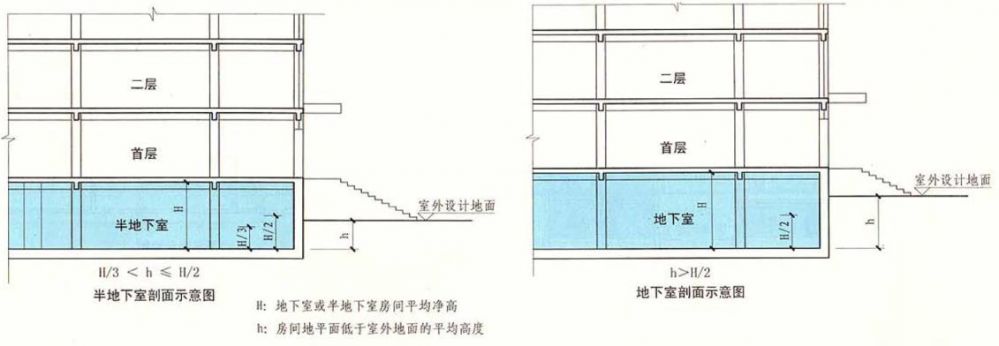 二层
首层
室外设计地面
半地下室
H
H/3
H/2
h
H/3 < h ≤ H/2
半地下室剖面示意图
H: 地下室或半地下室房间平均净高
h: 房间地平面低于室外地面的平均高度
二层
首层
室外设计地面
地下室
H
H/2
h
h>H/2
地下室剖面示意图